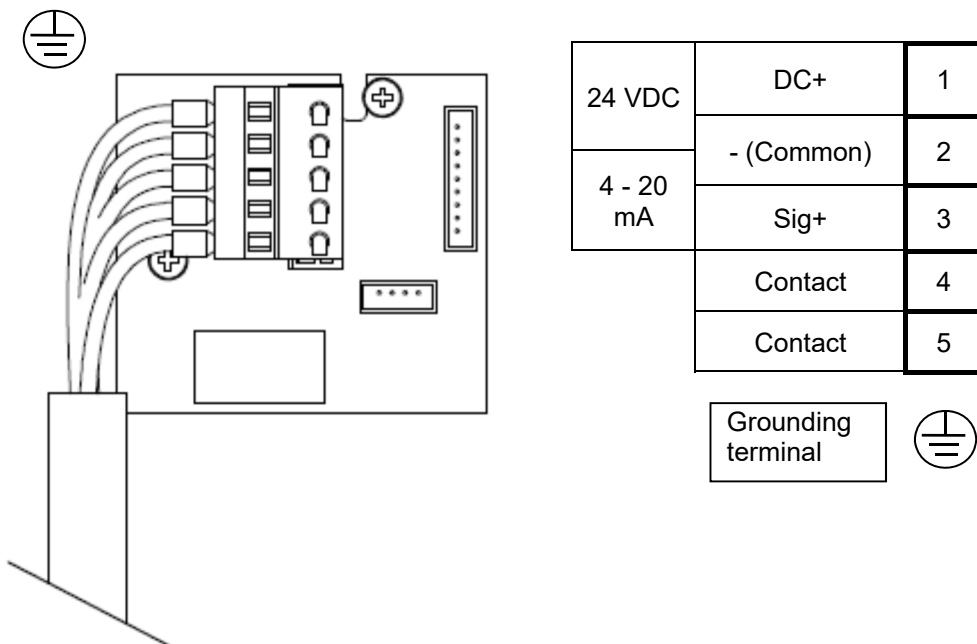 24 VDC
DC+
1
- (Common)
2
4 - 20
mA
Sig+
3
Contact
4
Contact
5
Grounding
terminal